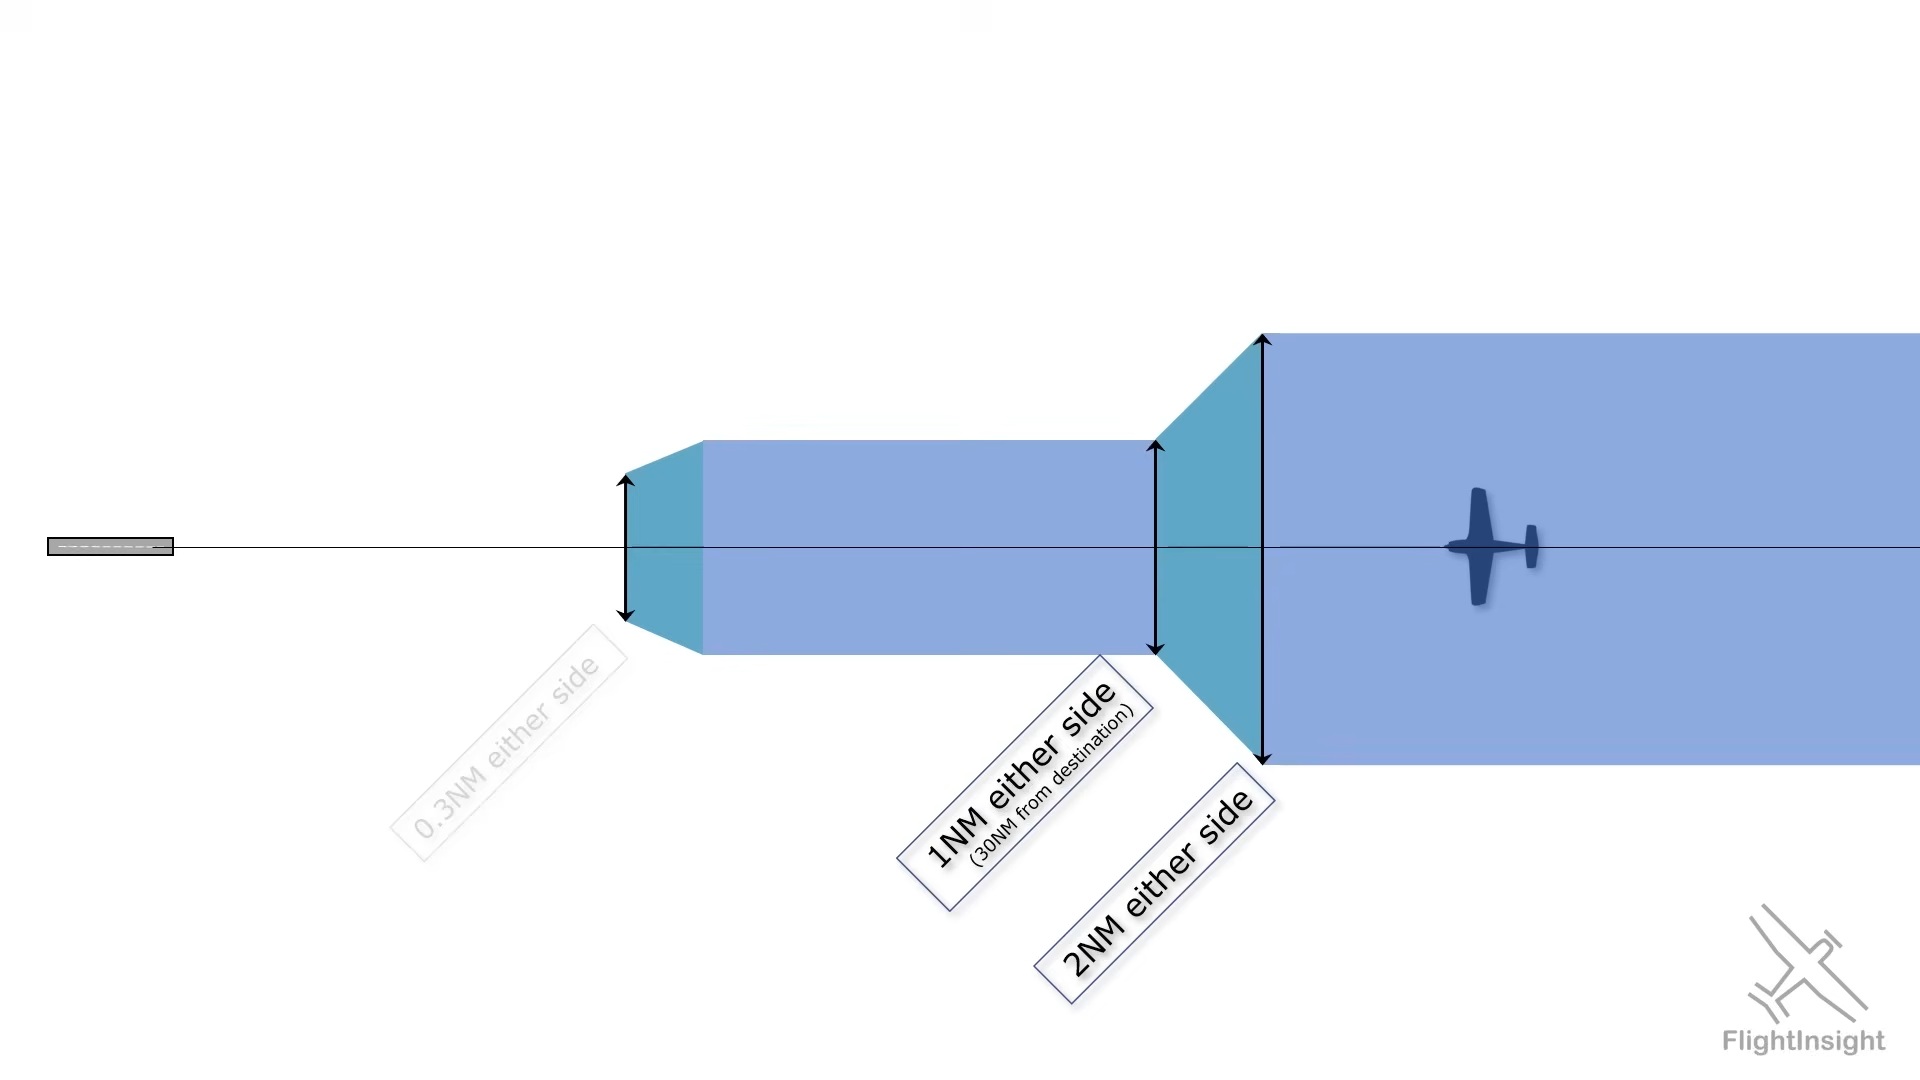 0.3NM either side
1NM either side
(30NM from destination)
2NM either side
FlightInsight